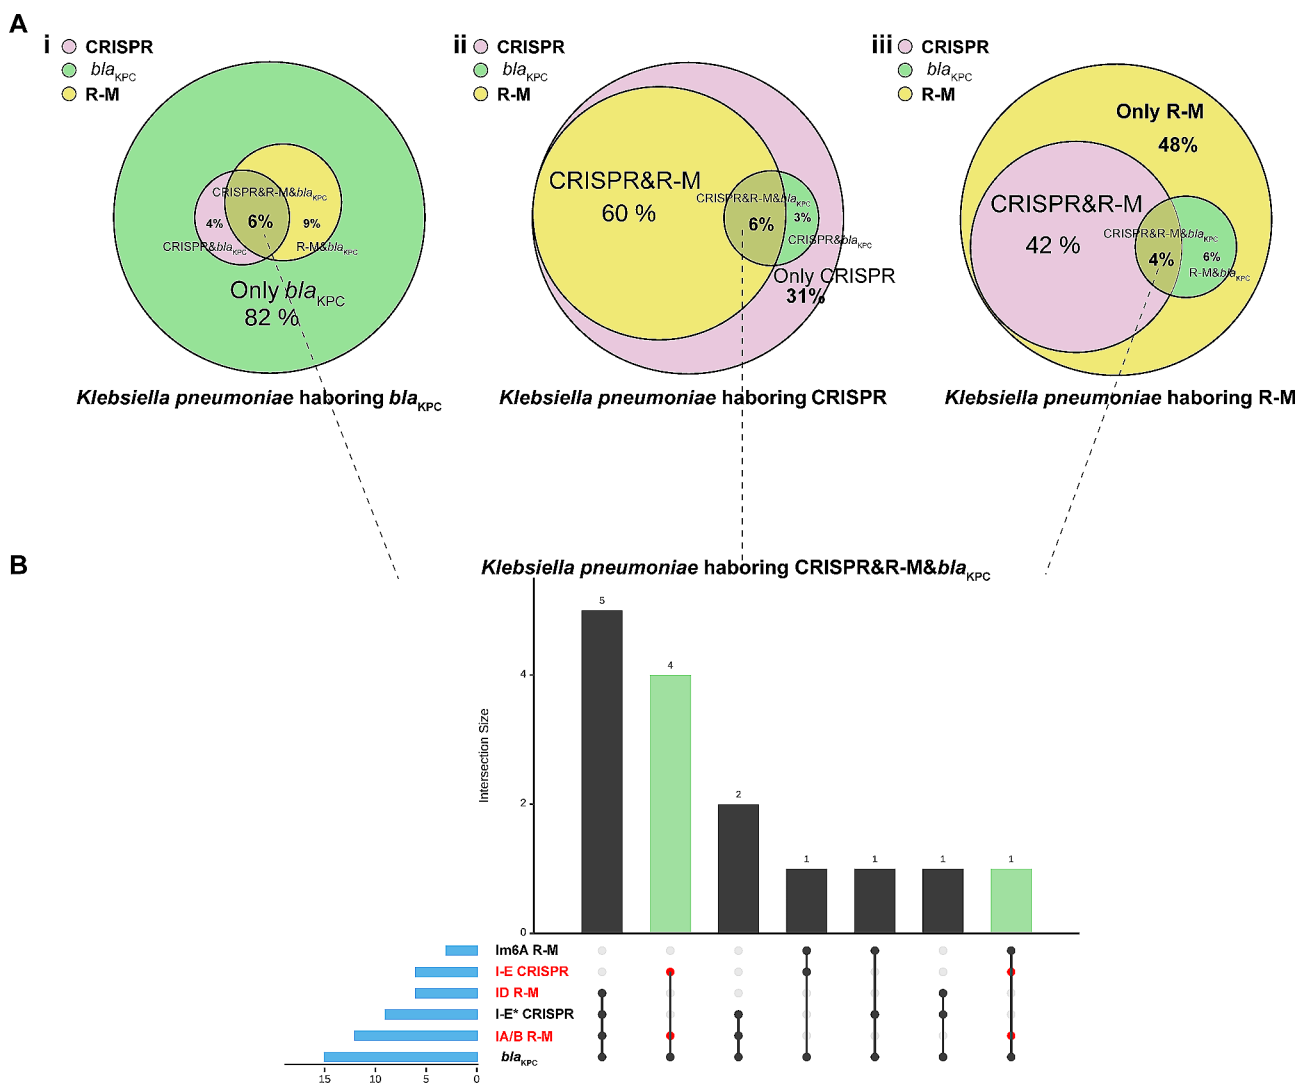 A
i
CRISPR
blaKPC
R-M
CRISPR&R-M&blaKPC
4%
6%
9%
CRISPR&blaKPC
R-M&blaKPC
Only blaKPC
82 %
Klebsiella pneumoniae haboring blaKPC
ii
CRISPR
blaKPC
R-M
CRISPR&R-M
60 %
CRISPR&R-M&blaKPC
6%
3%
CRISPR&blaKPC
Only CRISPR
31%
Klebsiella pneumoniae haboring CRISPR
iii
CRISPR
blaKPC
R-M
Only R-M
48%
CRISPR&R-M
42 %
CRISPR&R-M&blaKPC
4%
6%
R-M&blaKPC
Klebsiella pneumoniae haboring R-M
B
Klebsiella pneumoniae haboring CRISPR&R-M&blaKPC
Intersection Size
4
2
0
5
4
2
1
1
1
1
Im6A R-M
I-E CRISPR
ID R-M
I-E* CRISPR
IA/B R-M
blaKPC
15 10 5 0